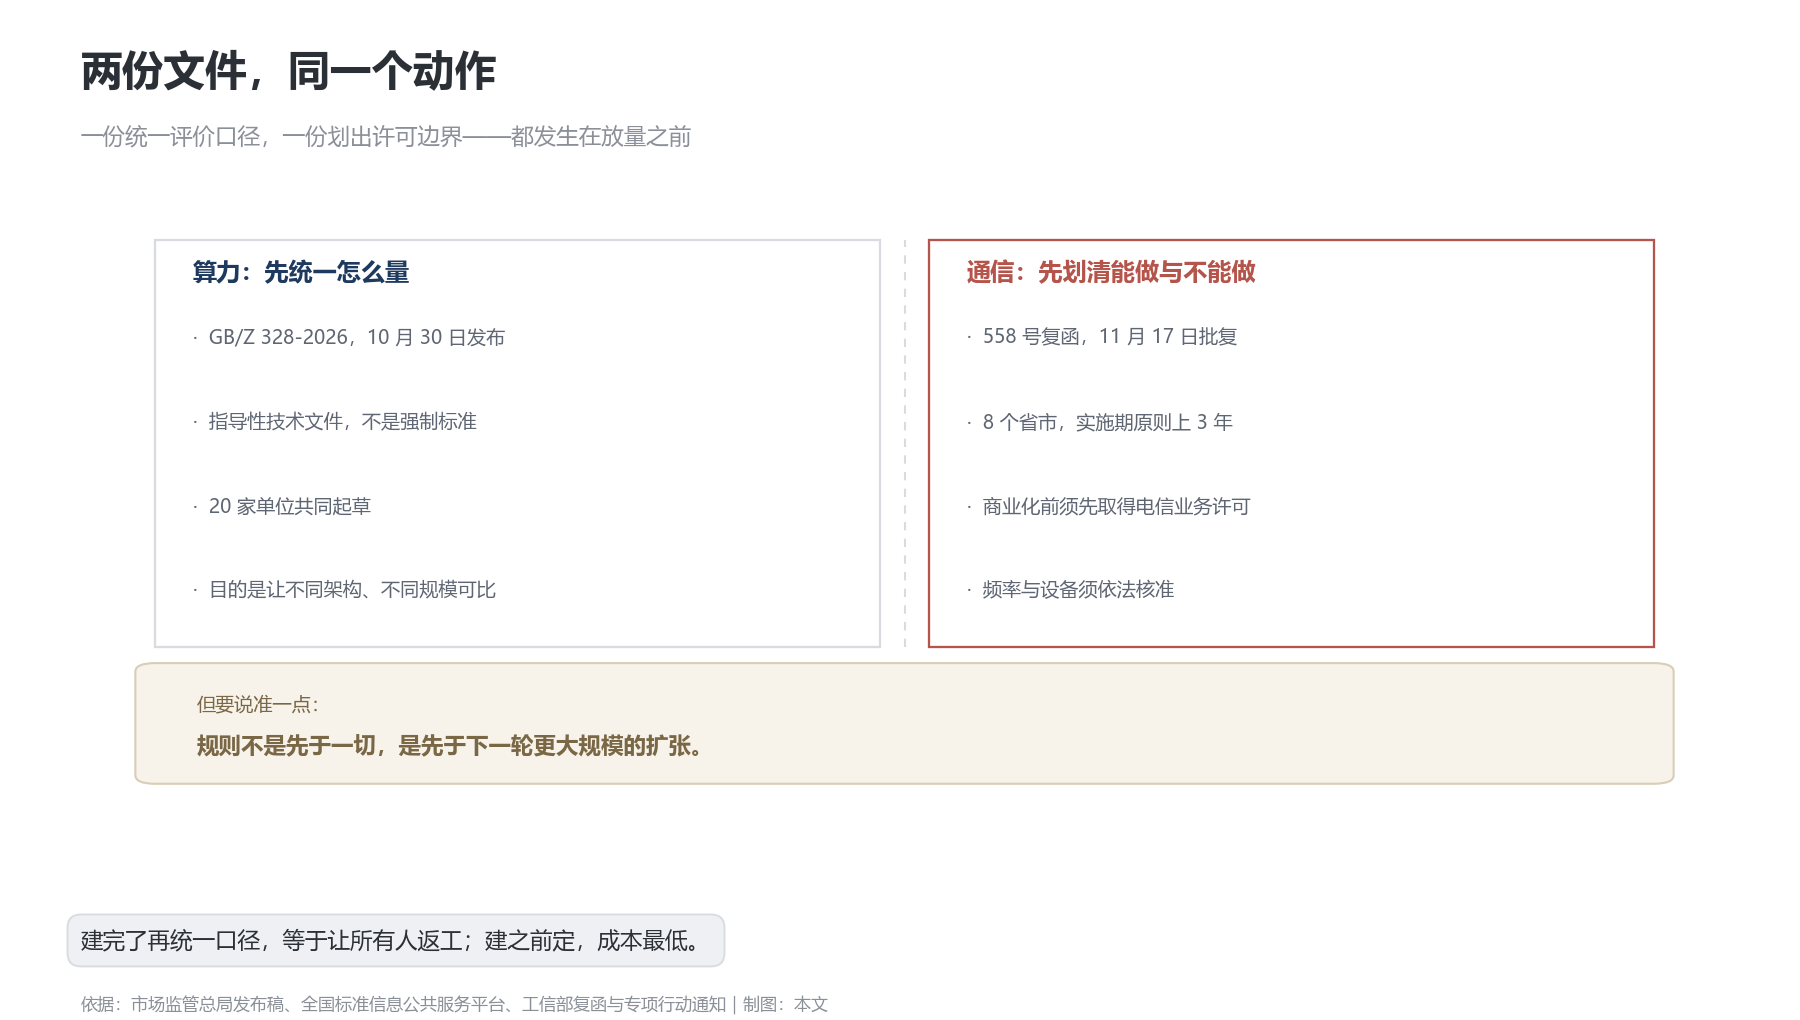 两份文件，同一个动作
一份统一评价口径，一份划出许可边界——都发生在放量之前
算力：先统一怎么量
· GB/Z 328-2026，10 月 30 日发布
· 指导性技术文件，不是强制标准
· 20 家单位共同起草
· 目的是让不同架构、不同规模可比
通信：先划清能做与不能做
· 558 号复函，11 月 17 日批复
· 8 个省市，实施期原则上 3 年
· 商业化前须先取得电信业务许可
· 频率与设备须依法核准
但要说准一点：
规则不是先于一切，是先于下一轮更大规模的扩张。
建完了再统一口径，等于让所有人返工；建之前定，成本最低。
依据：市场监管总局发布稿、全国标准信息公共服务平台、工信部复函与专项行动通知 | 制图：本文